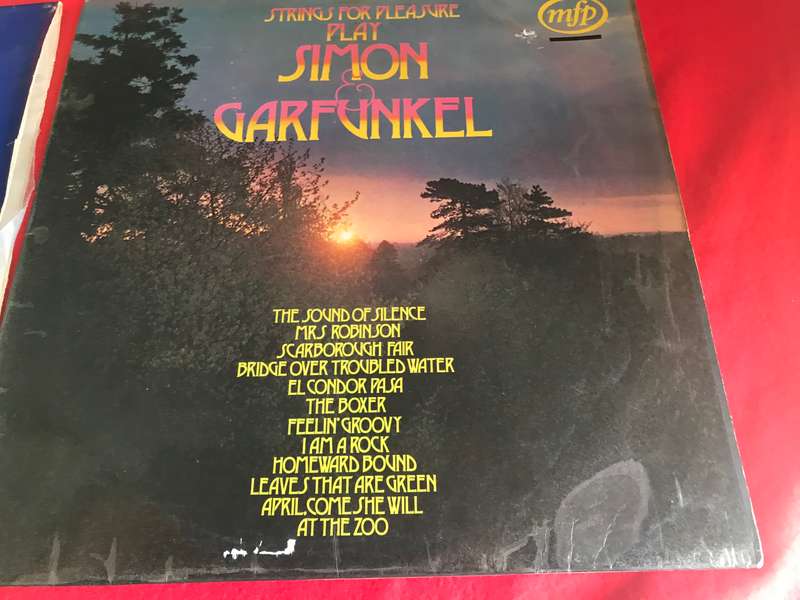 STRINGS FOR PLEASURE
PLAY
SIMON
&
GARFUNKEL
mfp
THE SOUND OF SILENCE
MRS ROBINSON
SCARBOROUGH FAIR
BRIDGE OVER TROUBLED WATER
EL CONDOR PASA
THE BOXER
FEELIN' GROOVY
I AM A ROCK
HOMEWARD BOUND
LEAVES THAT ARE GREEN
APRIL, COME SHE WILL
AT THE ZOO